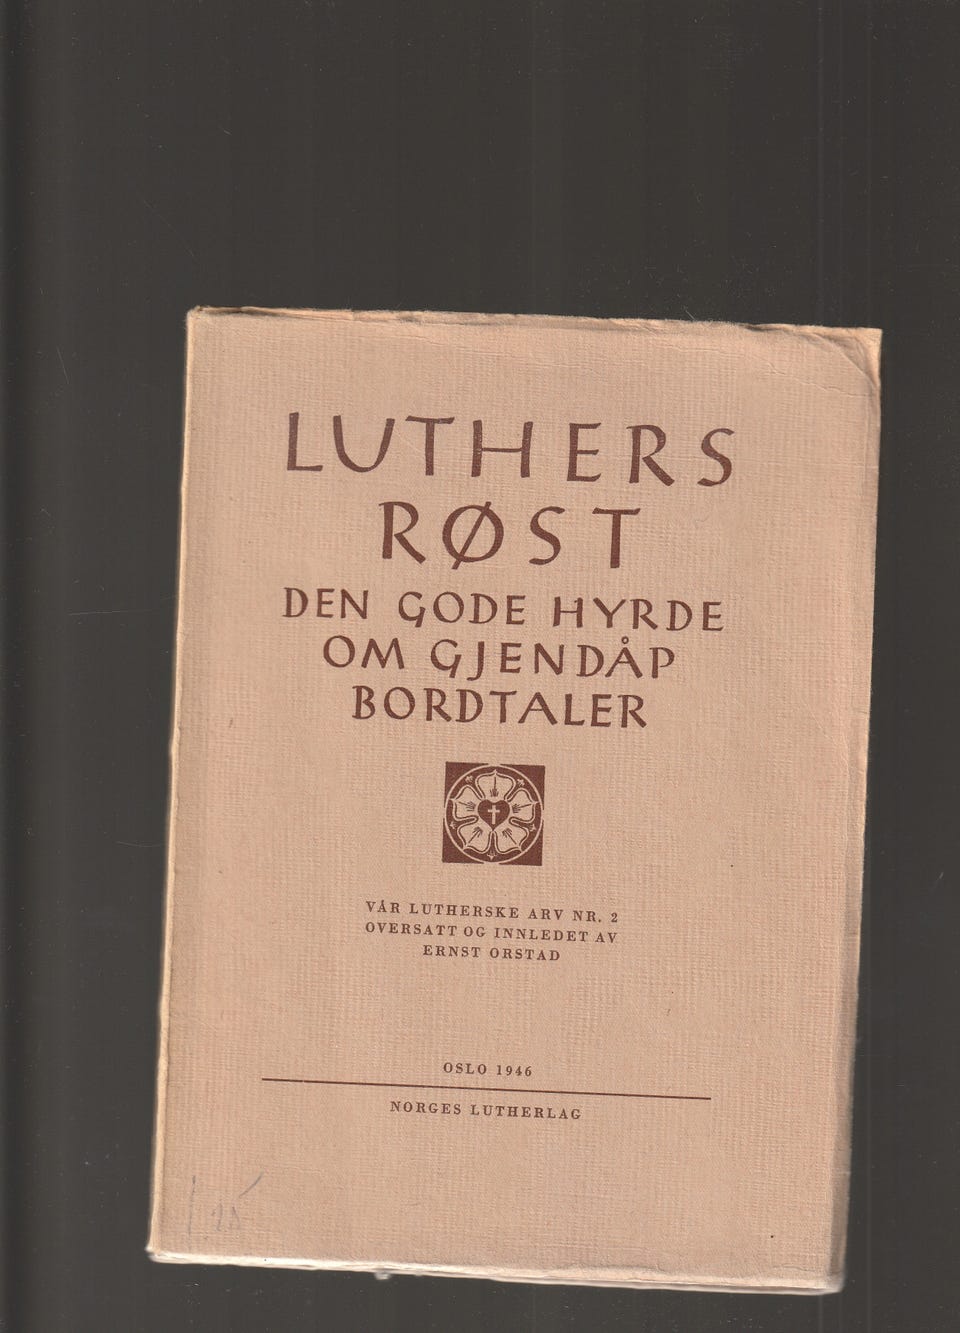 LUTHERS
RØST
DEN GODE HYRDE
OM GJENDÅP
BORDTALER
VÅR LUTHERSKE ARV NR. 2
OVERSATT OG INNLEDET AV
ERNST ORSTAD
OSLO 1946
NORGES LUTHERLAG